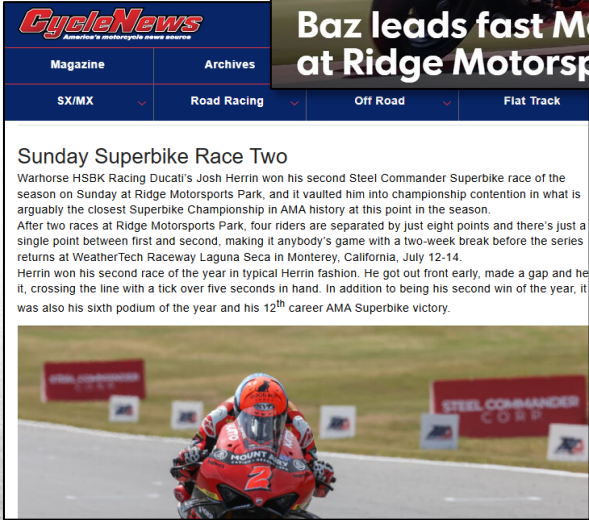 CycleNews
America's motorcycle news source
Baz leads fast M
at Ridge Motorsp
Magazine Archives
SX/MX Road Racing Off Road Flat Track
Sunday Superbike Race Two
Warhorse HSBK Racing Ducati's Josh Herrin won his second Steel Commander Superbike race of the
season on Sunday at Ridge Motorsports Park, and it vaulted him into championship contention in what is
arguably the closest Superbike Championship in AMA history at this point in the season.
After two races at Ridge Motorsports Park, four riders are separated by just eight points and there's just a
single point between first and second, making it anybody's game with a two-week break before the series
returns at WeatherTech Raceway Laguna Seca in Monterey, California, July 12-14.
Herrin won his second race of the year in typical Herrin fashion. He got out front early, made a gap and he
it, crossing the line with a tick over five seconds in hand. In addition to being his second win of the year, it
was also his sixth podium of the year and his 12th career AMA Superbike victory.
STEEL COMMANDER
STEEL COMMANDER
CORP
MOUNT AIRY
2